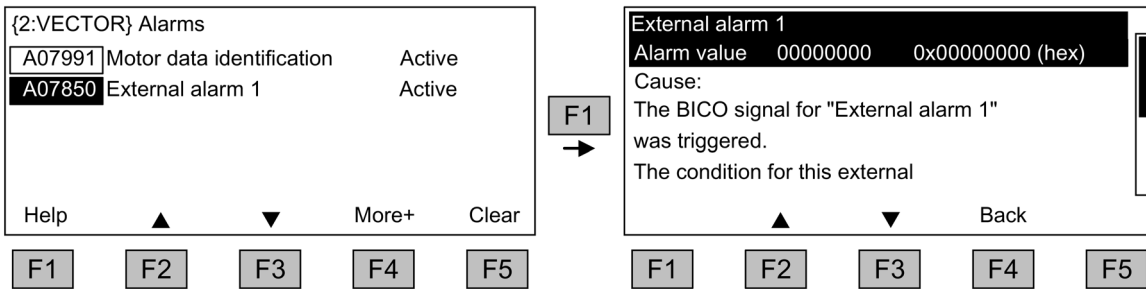 {2:VECTOR} Alarms
A07991 Motor data identification Active
A07850 External alarm 1 Active
Help ▲ ▼ More+ Clear
F1 F2 F3 F4 F5
F1
→
External alarm 1
Alarm value 00000000 0x00000000 (hex)
Cause:
The BICO signal for "External alarm 1"
was triggered.
The condition for this external
▲ ▼ Back
F1 F2 F3 F4 F5